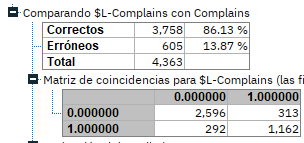 Comparando $L-Complains con Complains
Correctos 3,758 86.13 %
Erróneos 605 13.87 %
Total 4,363
Matriz de coincidencias para $L-Complains (las fi
0.000000 1.000000
0.000000 2,596 313
1.000000 292 1,162